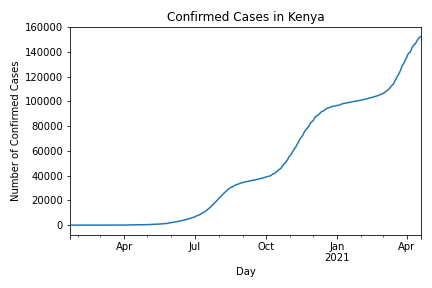 Confirmed Cases in Kenya
160000
140000
120000
100000
80000
60000
40000
20000
0
Number of Confirmed Cases
Apr Jul Oct Jan Apr
2021
Day